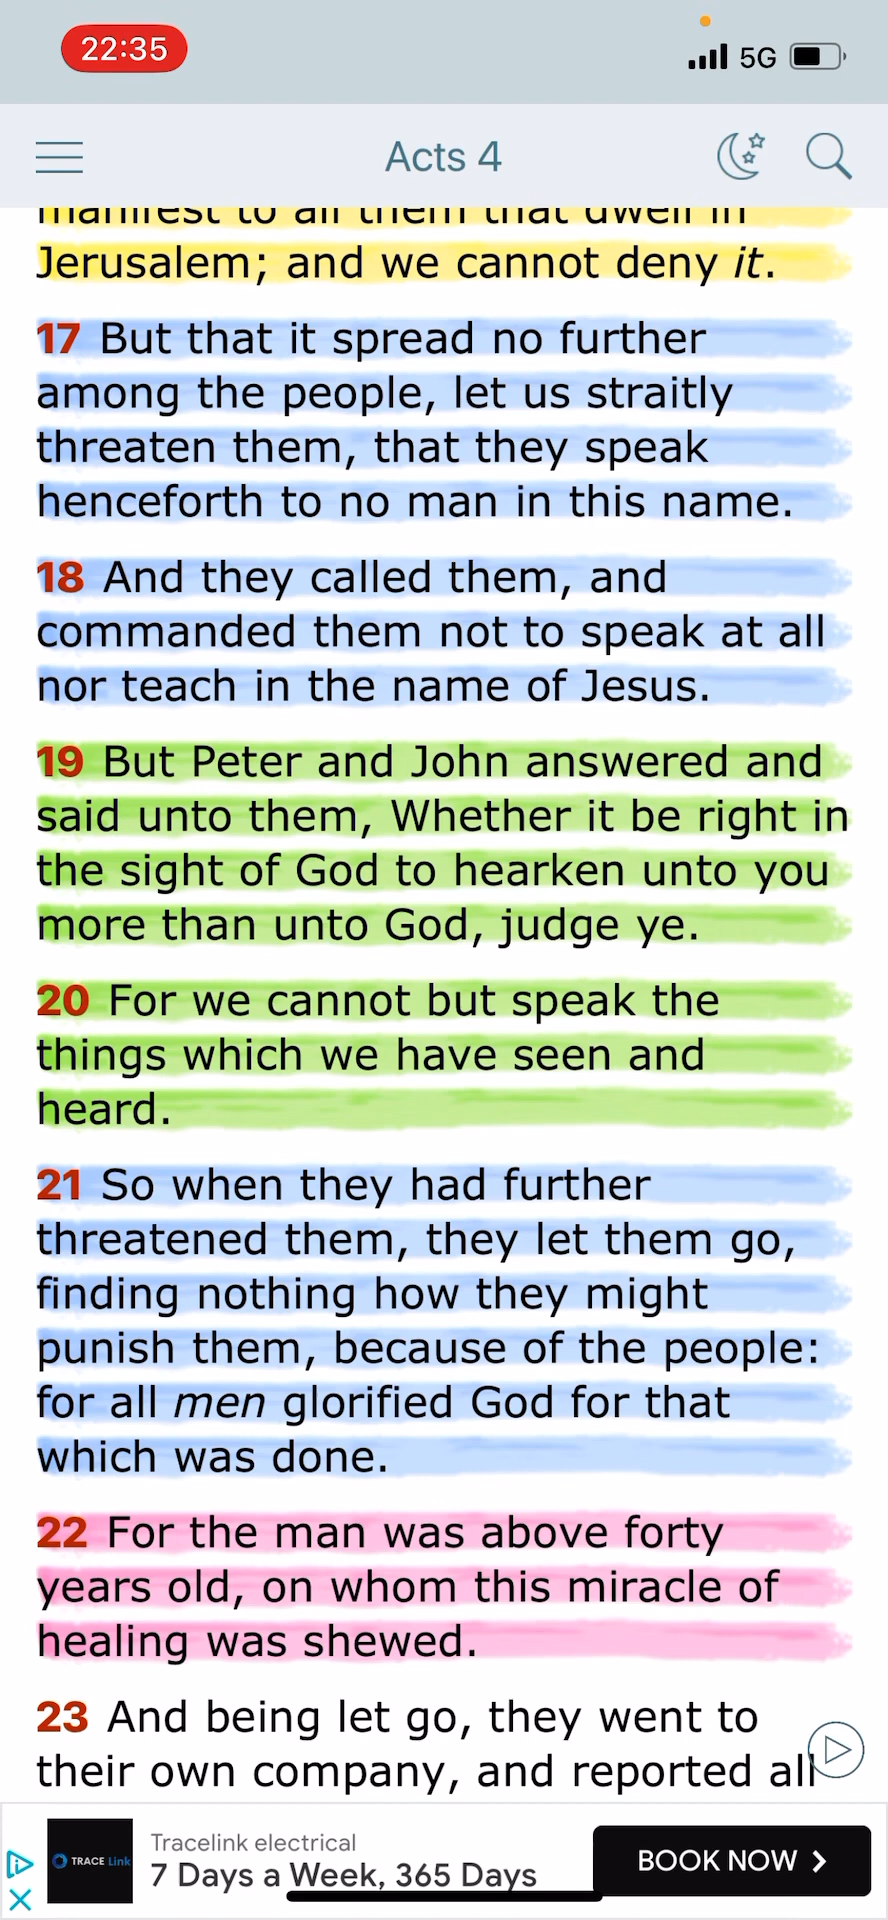 22:35
5G
Acts 4
manifest to all them that dwell in
Jerusalem; and we cannot deny it.
17 But that it spread no further
among the people, let us straitly
threaten them, that they speak
henceforth to no man in this name.
18 And they called them, and
commanded them not to speak at all
nor teach in the name of Jesus.
19 But Peter and John answered and
said unto them, Whether it be right in
the sight of God to hearken unto you
more than unto God, judge ye.
20 For we cannot but speak the
things which we have seen and
heard.
21 So when they had further
threatened them, they let them go,
finding nothing how they might
punish them, because of the people:
for all men glorified God for that
which was done.
22 For the man was above forty
years old, on whom this miracle of
healing was shewed.
23 And being let go, they went to
their own company, and reported all
TRACE Link
Tracelink electrical
7 Days a Week, 365 Days
BOOK NOW